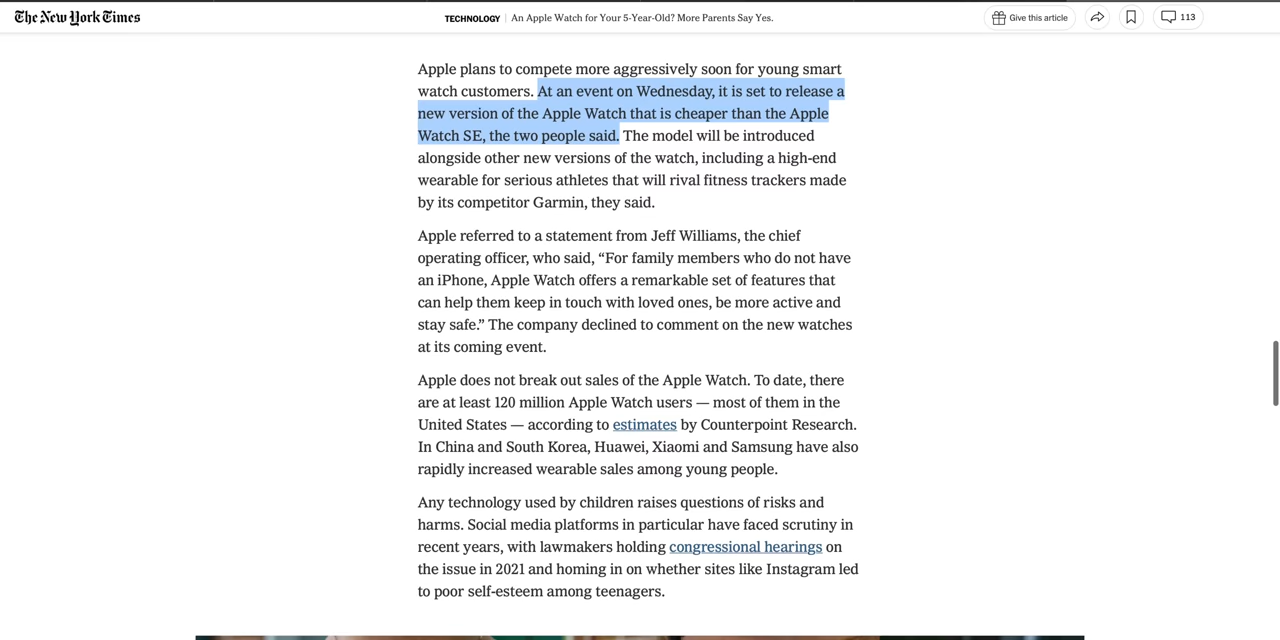 The New York Times
TECHNOLOGY | An Apple Watch for Your 5-Year-Old? More Parents Say Yes.
Give this article
113
Apple plans to compete more aggressively soon for young smart
watch customers. At an event on Wednesday, it is set to release a
new version of the Apple Watch that is cheaper than the Apple
Watch SE, the two people said. The model will be introduced
alongside other new versions of the watch, including a high-end
wearable for serious athletes that will rival fitness trackers made
by its competitor Garmin, they said.
Apple referred to a statement from Jeff Williams, the chief
operating officer, who said, “For family members who do not have
an iPhone, Apple Watch offers a remarkable set of features that
can help them keep in touch with loved ones, be more active and
stay safe.” The company declined to comment on the new watches
at its coming event.
Apple does not break out sales of the Apple Watch. To date, there
are at least 120 million Apple Watch users — most of them in the
United States — according to estimates by Counterpoint Research.
In China and South Korea, Huawei, Xiaomi and Samsung have also
rapidly increased wearable sales among young people.
Any technology used by children raises questions of risks and
harms. Social media platforms in particular have faced scrutiny in
recent years, with lawmakers holding congressional hearings on
the issue in 2021 and homing in on whether sites like Instagram led
to poor self-esteem among teenagers.